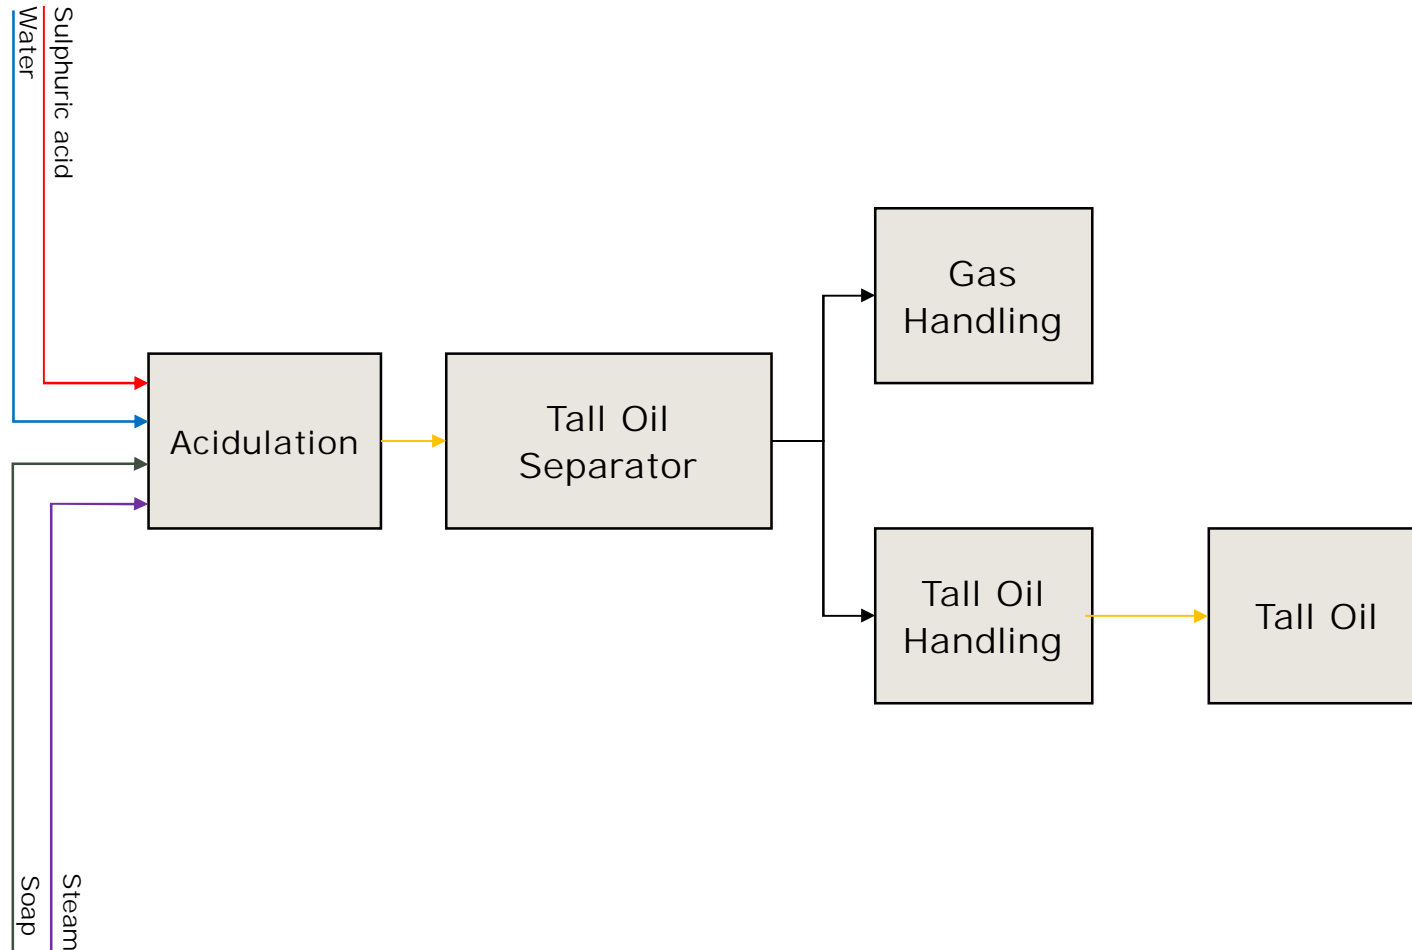 Sulphuric acid
Water
Gas
Handling
Acidulation
Tall Oil
Separator
Tall Oil
Handling
Tall Oil
Steam
Soap